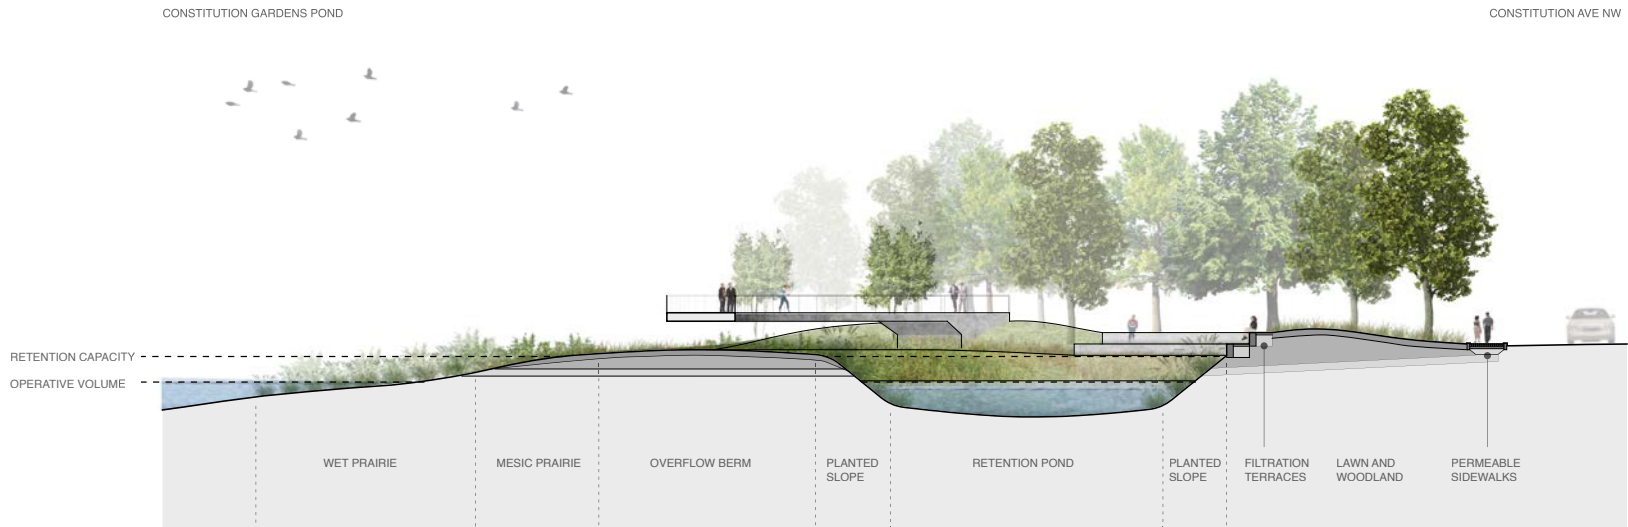 CONSTITUTION GARDENS POND
CONSTITUTION AVE NW
RETENTION CAPACITY
OPERATIVE VOLUME
WET PRAIRIE
MESIC PRAIRIE
OVERFLOW BERM
PLANTED
SLOPE
RETENTION POND
PLANTED
SLOPE
FILTRATION
TERRACES
LAWN AND
WOODLAND
PERMEABLE
SIDEWALKS